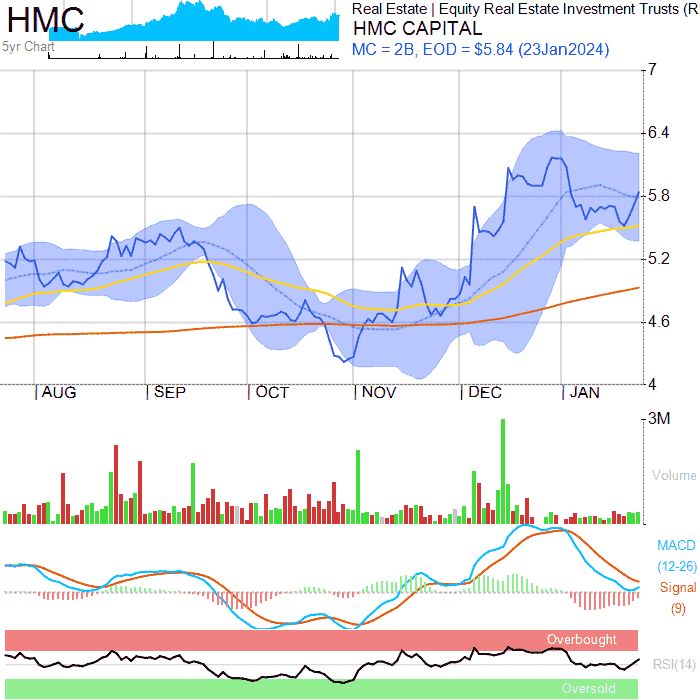 HMC
5yr Chart
Real Estate | Equity Real Estate Investment Trusts (R
HMC CAPITAL
MC = 2B, EOD = $5.84 (23Jan2024)
7
6.4
5.8
5.2
4.6
4
AUG SEP OCT NOV DEC JAN
3M
Volume
MACD
(12-26)
Signal
(9)
Overbought
RSI(14)
Oversold